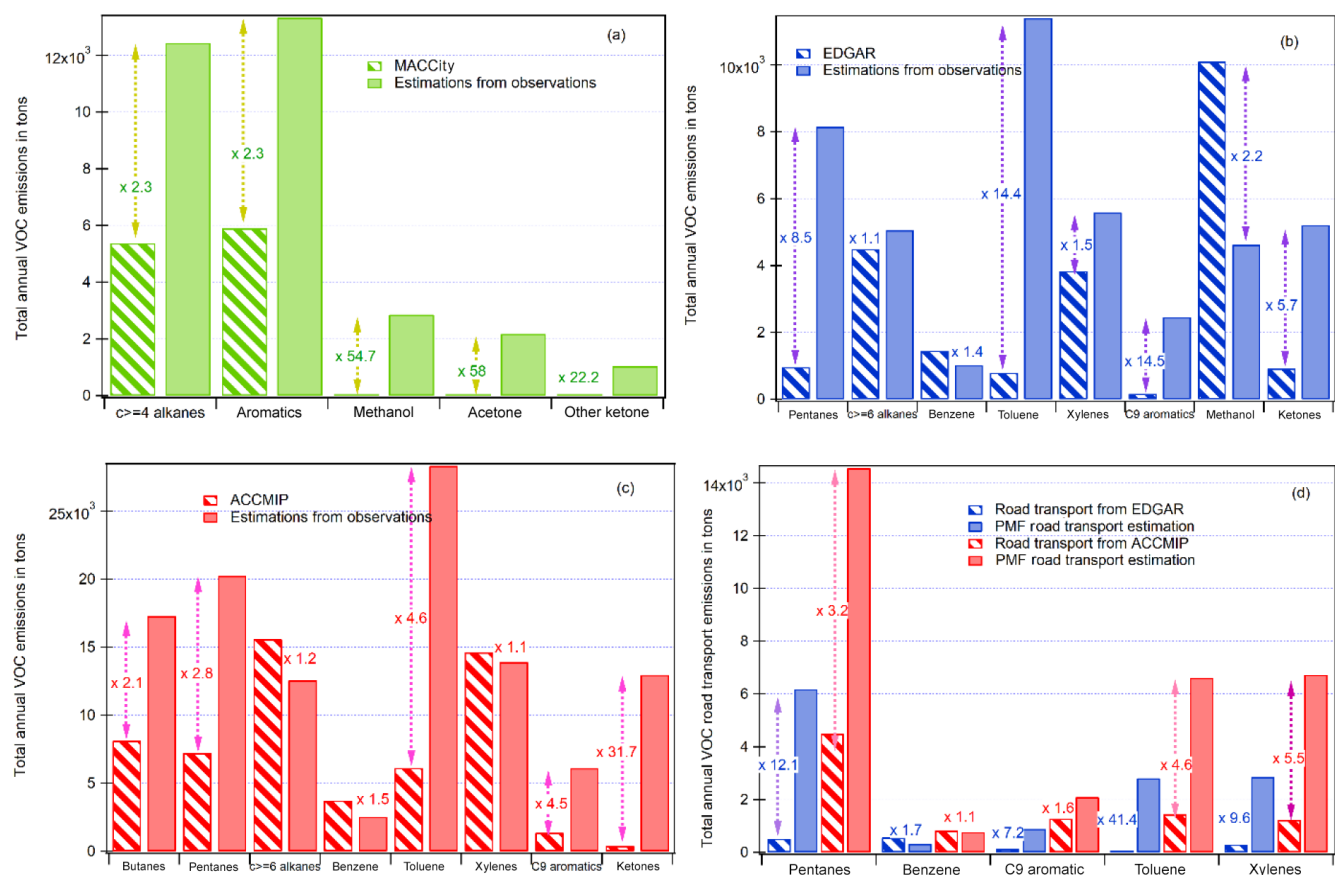 (a)
12x10³
MACCity
Estimations from observations
Total annual VOC emissions in tons
10
8
6
4
2
0
x 2.3
x 2.3
x 54.7
x 58
x 22.2
c>=4 alkanes Aromatics Methanol Acetone Other ketone
(b)
10x10³
EDGAR
Estimations from observations
Total annual VOC emissions in tons
8
6
4
2
0
x 8.5
x 1.1
x 1.4
x 14.4
x 1.5
x 14.5
x 2.2
x 5.7
Pentanes c>=6 alkanes Benzene Toluene Xylenes C9 aromatics Methanol Ketones
(c)
25x10³
ACCMIP
Estimations from observations
Total annual VOC emissions in tons
20
15
10
5
0
x 2.1
x 2.8
x 1.2
x 1.5
x 4.6
x 1.1
x 4.5
x 31.7
Butanes Pentanes c>=6 alkanes Benzene Toluene Xylenes C9 aromatics Ketones
(d)
14x10³
Road transport from EDGAR
PMF road transport estimation
Road transport from ACCMIP
PMF road transport estimation
Total annual VOC road transport emissions in tons
12
10
8
6
4
2
0
x 12.1
x 3.2
x 1.7
x 1.1
x 7.2
x 1.6
x 41.4
x 4.6
x 9.6
x 5.5
Pentanes Benzene C9 aromatic Toluene Xylenes